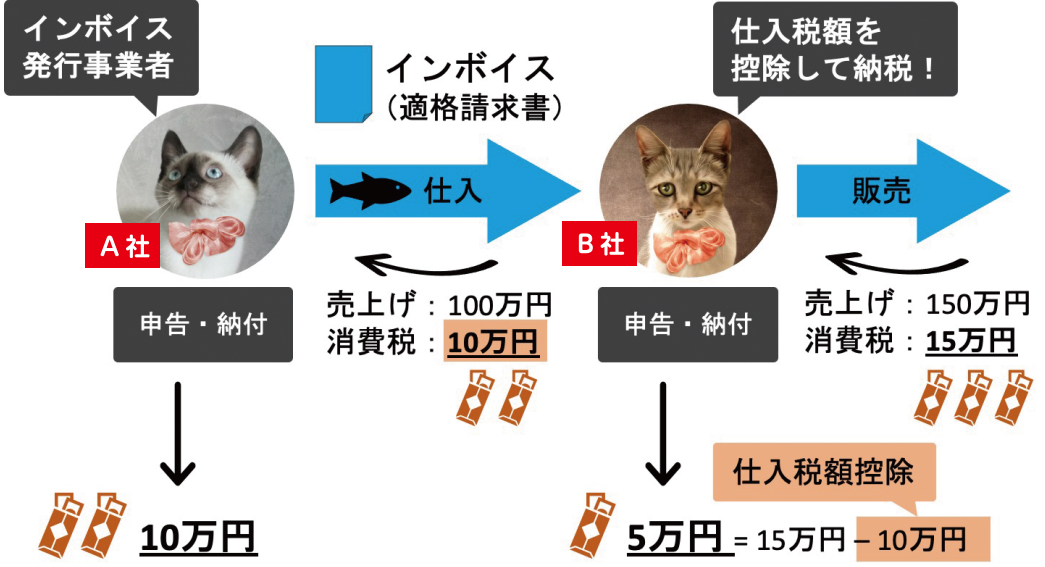 インボイス
発行事業者
インボイス
（適格請求書）
仕入税額を
控除して納税！
仕入
販売
A社
B社
申告・納付
売上げ：100万円
消費税：10万円
申告・納付
売上げ：150万円
消費税：15万円
仕入税額控除
10万円
5万円 = 15万円 – 10万円